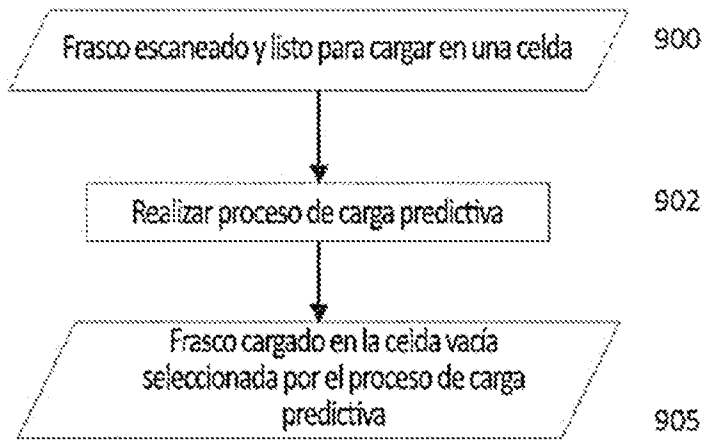 Frasco escaneado y listo para cargar en una celda
900
Realizar proceso de carga predictiva
902
Frasco cargado en la celda vacía
seleccionada por el proceso de carga
predictiva
905